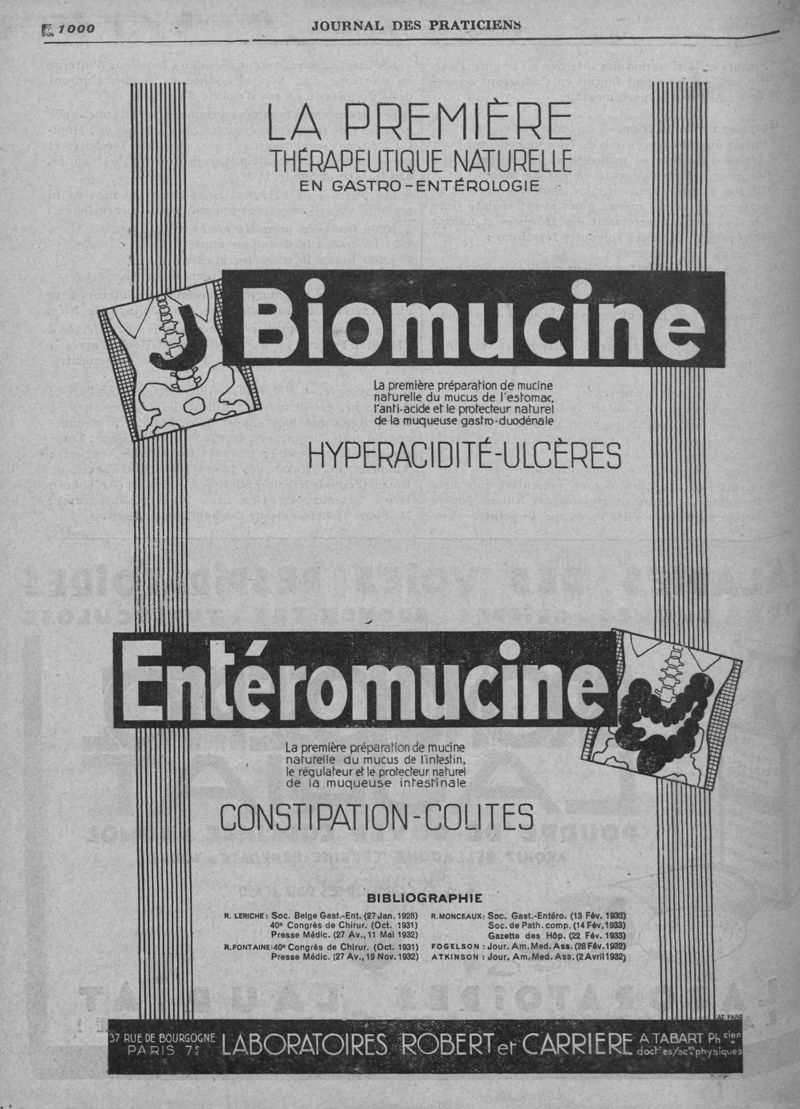 1000
JOURNAL DES PRATICIENS
LA PREMIÈRE
THÉRAPEUTIQUE NATURELLE
EN GASTRO-ENTÉROLOGIE
Biomucine
La première préparation de mucine
naturelle du mucus de l'estomac,
l'anti-acide et le protecteur naturel
de la muqueuse gastro-duodénale
HYPERACIDITÉ-ULCÈRES
Entéromucine
La première préparation de mucine
naturelle du mucus de l'intestin,
le régulateur et le protecteur naturel
de la muqueuse intestinale
CONSTIPATION-COLITES
BIBLIOGRAPHIE
R. LERICHE: Soc. Belge Gast.-Ent. (27 Jan. 1928)
40e Congrès de Chirur. (Oct. 1931)
Presse Médic. (27 Av., 11 Mai 1932)
R. FONTAINE-40e Congrès de Chirur. (Oct. 1931)
Presse Médic. (27 Av., 19 Nov. 1932)
R. MONCEAUX: Soc. Gast.-Entéro. (13 Fév. 1933)
Soc. de Path. comp. (14 Fév. 1933)
Gazette des Hôp. (22 Fév. 1933)
FOGELSON: Jour. Am. Med. Ass. (28 Fév. 1932)
ATKINSON: Jour. Am. Med. Ass. (2 Avril 1932)
37 RUE DE BOURGOGNE
PARIS 7e
LABORATOIRES ROBERT et CARRIERE
A TABART Phcien
doctr es/sces physiques